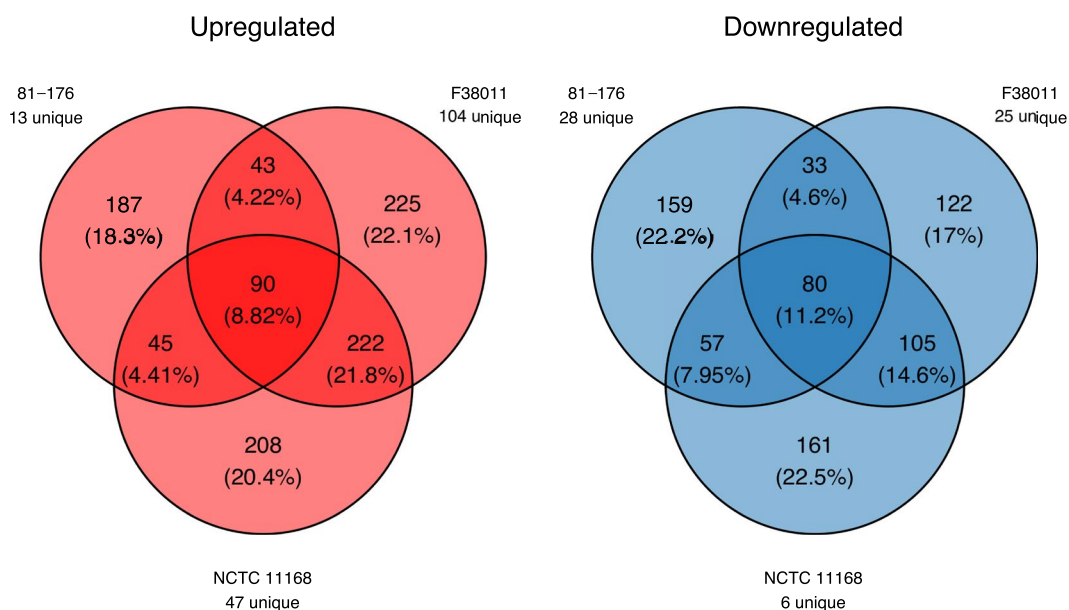 Upregulated
81−176
13 unique
F38011
104 unique
43
(4.22%)
187
(18.3%)
225
(22.1%)
90
(8.82%)
45
(4.41%)
222
(21.8%)
208
(20.4%)
NCTC 11168
47 unique
Downregulated
81−176
28 unique
F38011
25 unique
33
(4.6%)
159
(22.2%)
122
(17%)
80
(11.2%)
57
(7.95%)
105
(14.6%)
161
(22.5%)
NCTC 11168
6 unique